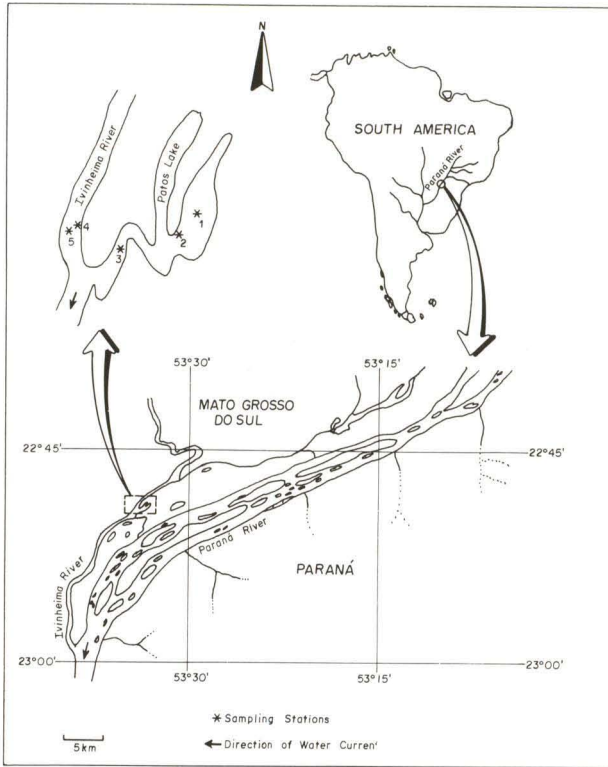 N
SOUTH AMERICA
Paraná River
Ivinheima River
Patos Lake
1
2
3
4
5
53°30'
53°15'
MATO GROSSO
DO SUL
22°45'
22°45'
Paraná River
PARANÁ
Ivinheima River
23°00'
23°00'
53°30'
53°15'
* Sampling Stations
5km
Direction of Water Curren